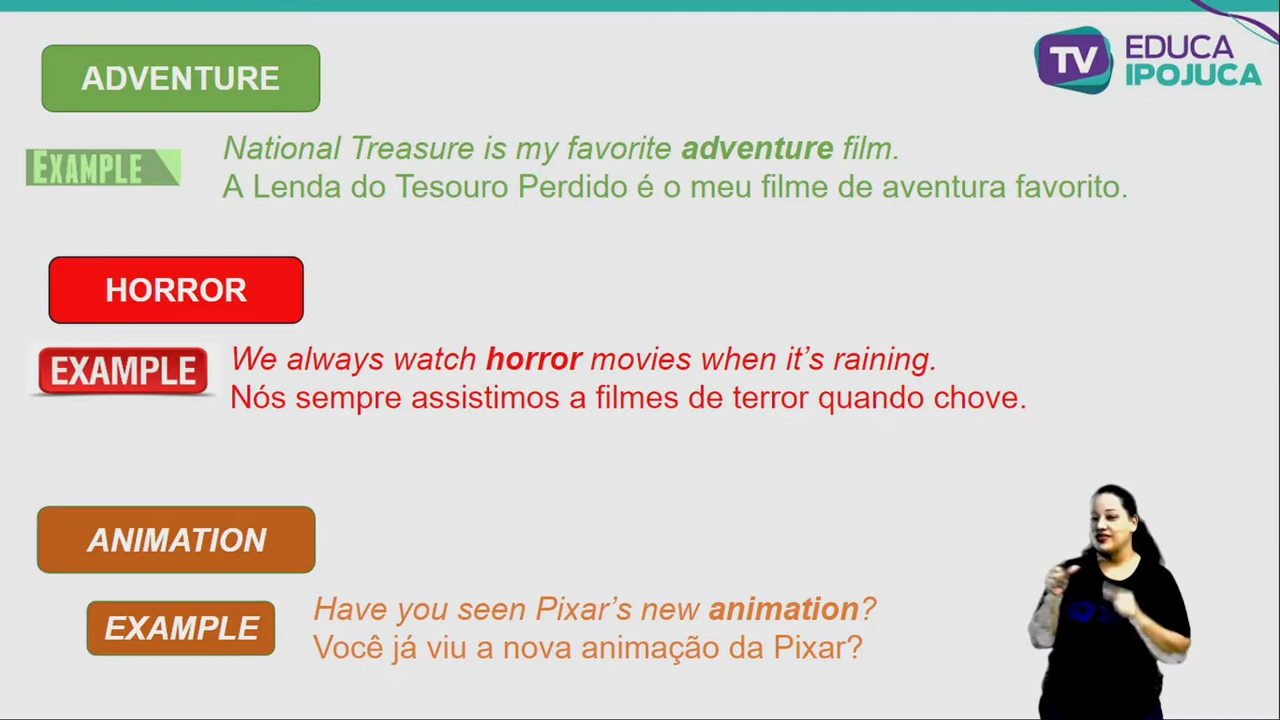 TV EDUCA
IPOJUCA
ADVENTURE
EXAMPLE
National Treasure is my favorite adventure film.
A Lenda do Tesouro Perdido é o meu filme de aventura favorito.
HORROR
EXAMPLE
We always watch horror movies when it’s raining.
Nós sempre assistimos a filmes de terror quando chove.
ANIMATION
EXAMPLE
Have you seen Pixar’s new animation?
Você já viu a nova animação da Pixar?